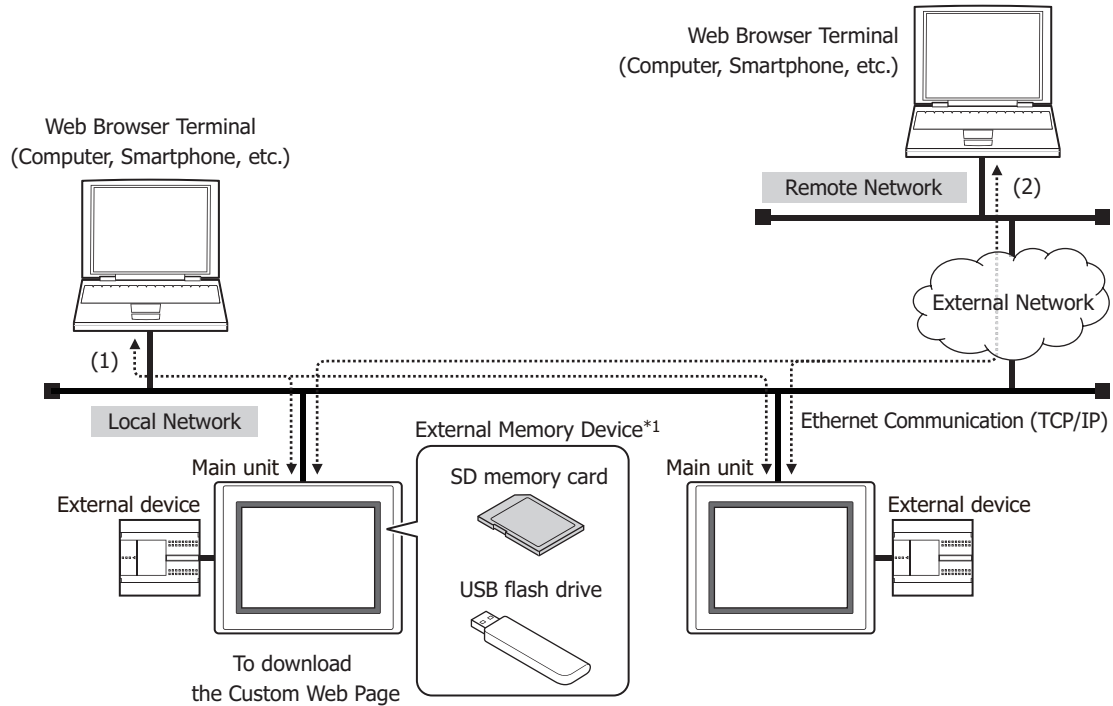 Web Browser Terminal
(Computer, Smartphone, etc.)
Web Browser Terminal
(Computer, Smartphone, etc.)
Remote Network
(2)
External Network
(1)
Local Network
Ethernet Communication (TCP/IP)
External Memory Device*1
Main unit
SD memory card
Main unit
External device
External device
USB flash drive
To download
the Custom Web Page